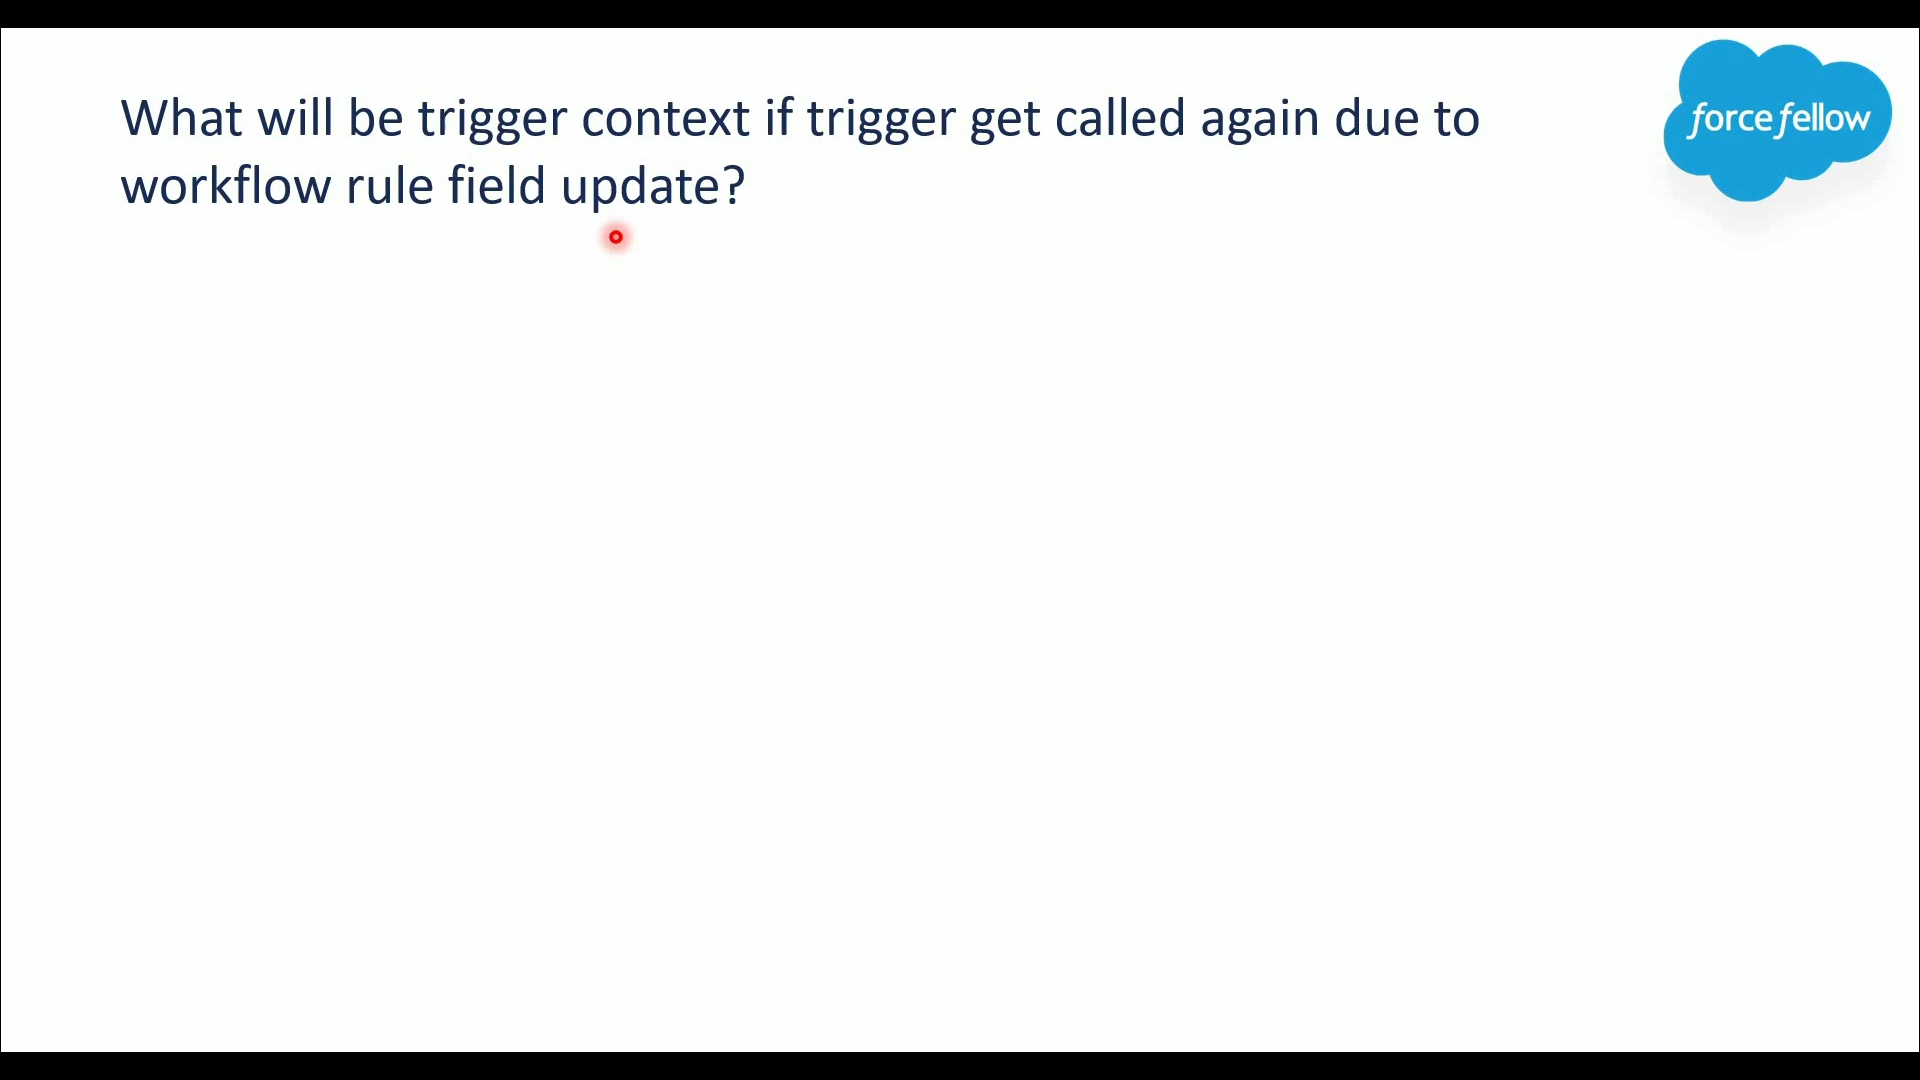 What will be trigger context if trigger get called again due to
workflow rule field update?
force fellow